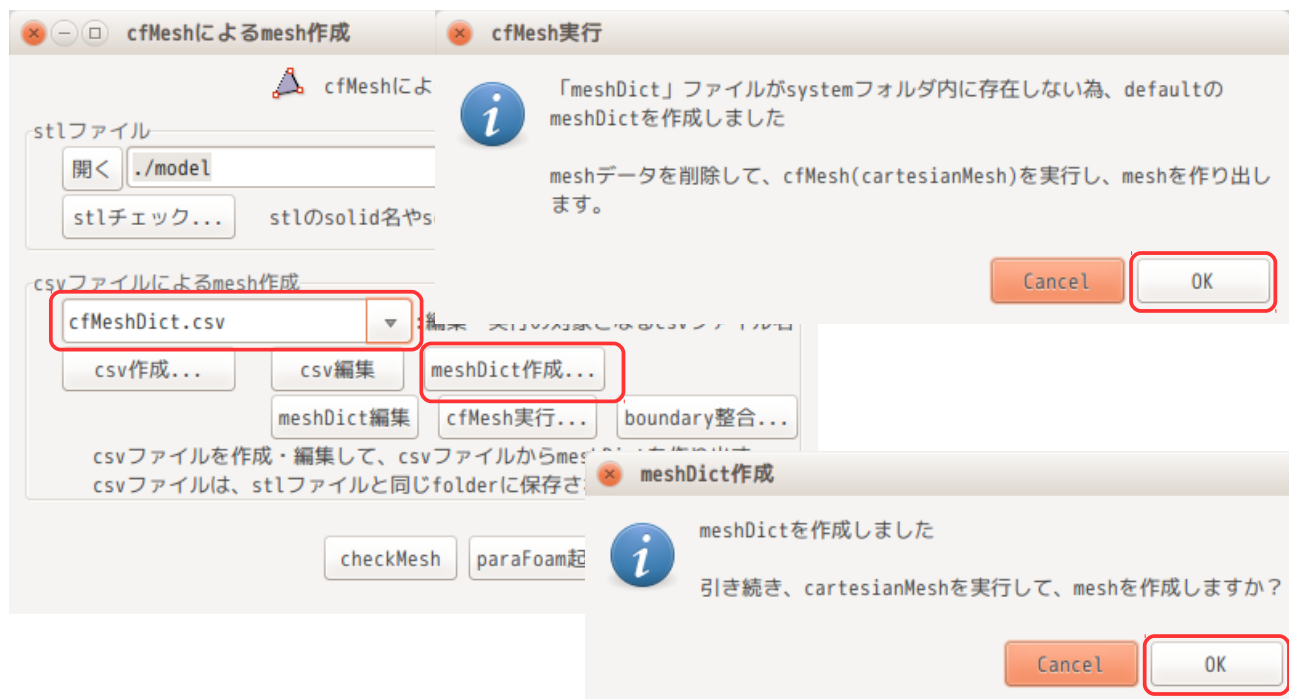 cfMeshによるmesh作成
cfMesh実行
cfMeshによ
「meshDict」ファイルがsystemフォルダ内に存在しない為、defaultの
meshDictを作成しました
meshデータを削除して、cfMesh(cartesianMesh)を実行し、meshを作り出し
ます。
Cancel
OK
stlファイル
開く
./model
stlチェック...
stlのsolid名やs
csvファイルによるmesh作成
cfMeshDict.csv
:編集・実行の対象となるcsvファイル名
csv作成...
csv編集
meshDict作成...
meshDict編集
cfMesh実行...
boundary整合...
csvファイルを作成・編集して、csvファイルからmeshDictを作り出す
csvファイルは、stlファイルと同じfolderに保存さ
checkMesh
paraFoam起
meshDict作成
meshDictを作成しました
引き続き、cartesianMeshを実行して、meshを作成しますか？
Cancel
OK